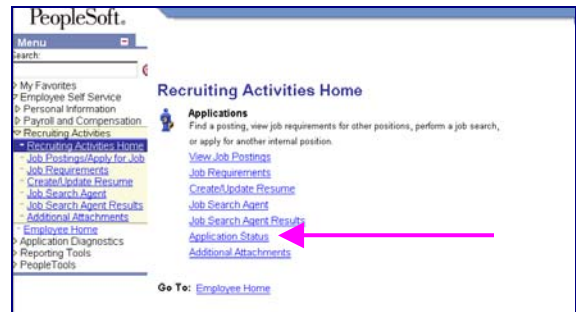 PeopleSoft.
Menu
Search:
My Favorites
Employee Self Service
Personal Information
Payroll and Compensation
Recruiting Activities
- Recruiting Activities Home
- Job Postings/Apply for Job
- Job Requirements
- Create/Update Resume
- Job Search Agent
- Job Search Agent Results
- Additional Attachments
- Employee Home
Application Diagnostics
Reporting Tools
PeopleTools
Recruiting Activities Home
Applications
Find a posting, view job requirements for other positions, perform a job search,
or apply for another internal position.
View Job Postings
Job Requirements
Create/Update Resume
Job Search Agent
Job Search Agent Results
Application Status
Additional Attachments
Go To: Employee Home